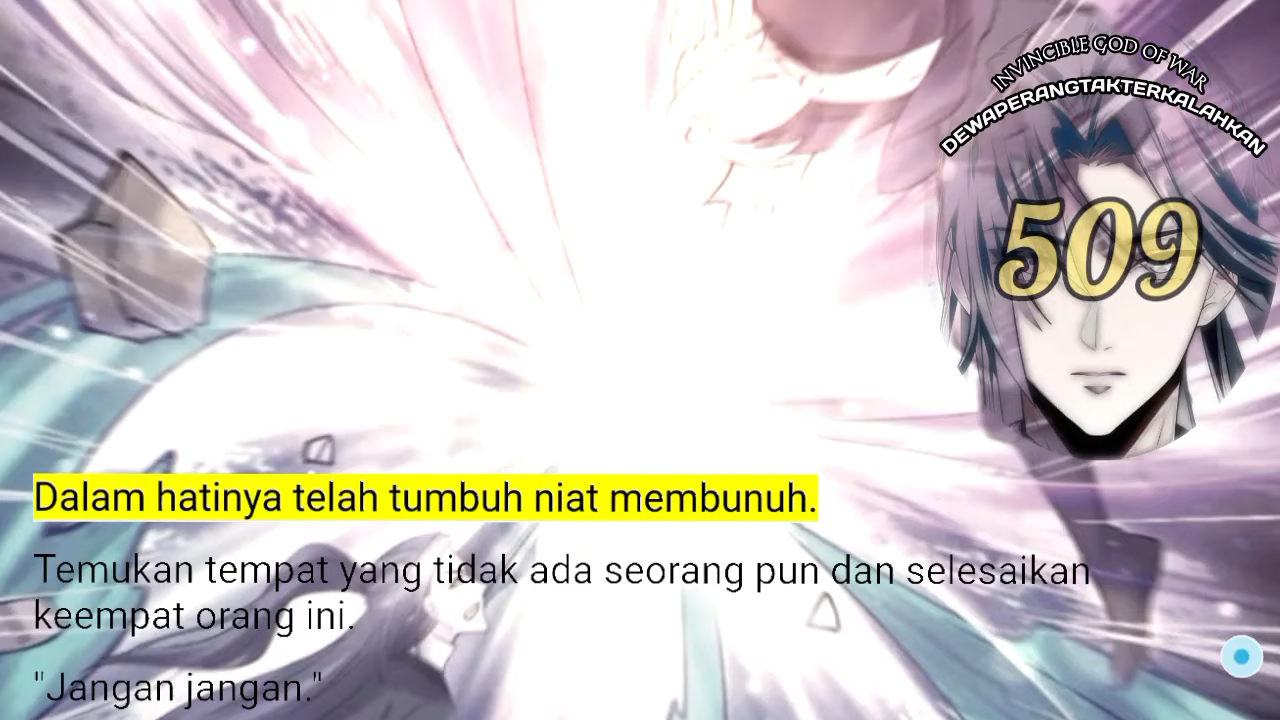 INVINCIBLE GOD OF WAR
DEWAPERANGTAKTERKALAHKAN
509
Dalam hatinya telah tumbuh niat membunuh.
Temukan tempat yang tidak ada seorang pun dan selesaikan
keempat orang ini.
"Jangan jangan."